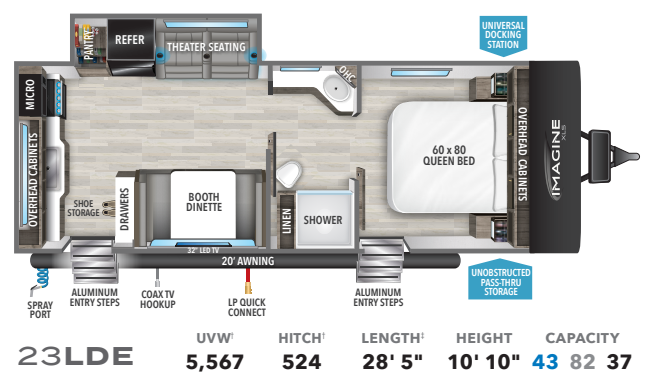 UNIVERSAL
DOCKING
STATION
PANTRY
REFER
THEATER SEATING
OHC
MICRO
OVERHEAD CABINETS
60 x 80
QUEEN BED
OVERHEAD CABINETS
IMAGINE
XLS
SHOE
STORAGE
DRAWERS
BOOTH
DINETTE
LINEN
SHOWER
32" LED TV
20' AWNING
SPRAY
PORT
ALUMINUM
ENTRY STEPS
COAX TV
HOOKUP
LP QUICK
CONNECT
ALUMINUM
ENTRY STEPS
UNOBSTRUCTED
PASS-THRU
STORAGE
23LDE
UVW† HITCH† LENGTH‡ HEIGHT CAPACITY
5,567 524 28' 5" 10' 10" 43 82 37